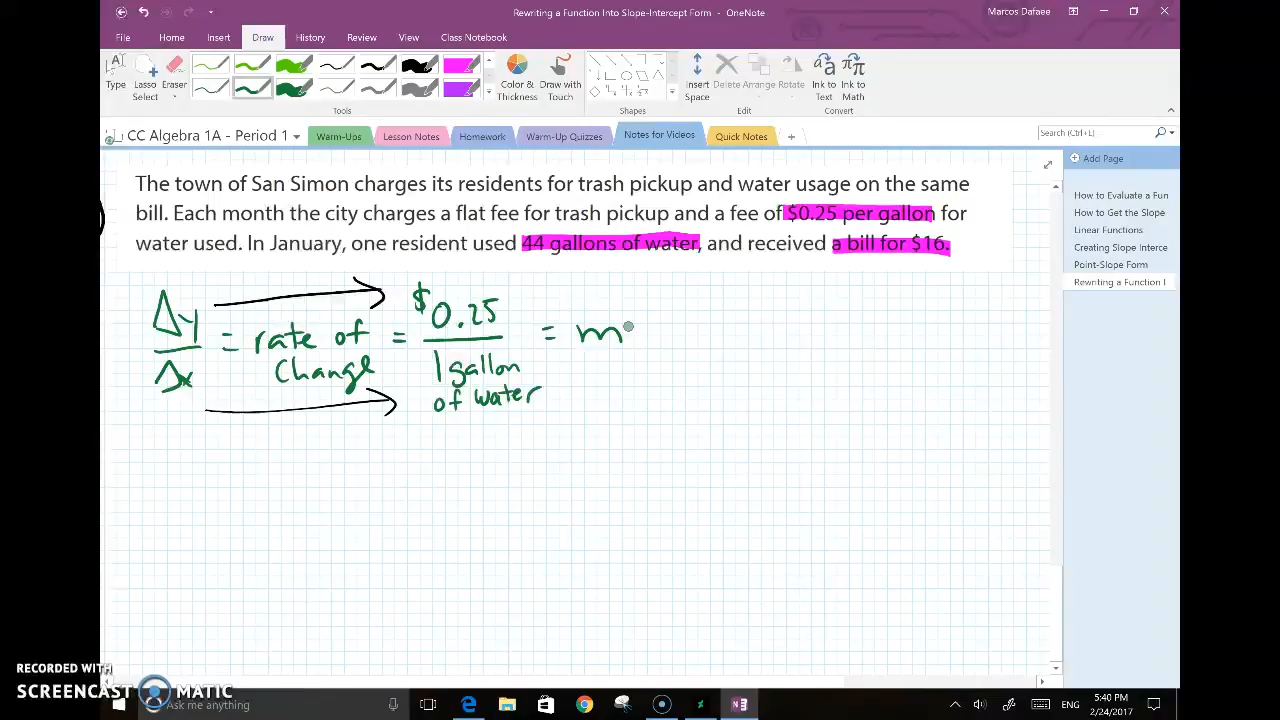 Rewriting a Function Into Slope-Intercept Form - OneNote
Marcos Dafaee
File Home Insert Draw History Review View Class Notebook
Type
Lasso Select
Eraser
Color & Thickness
Draw with Touch
Insert Space
Delete
Arrange
Rotate
Ink to Text
Ink to Math
Tools Shapes Edit Convert
CC Algebra 1A - Period 1
Warm-Ups Lesson Notes Homework Warm-Up Quizzes Notes for Videos Quick Notes
Search (Ctrl+E)
Add Page
How to Evaluate a Fun
How to Get the Slope
Linear Functions
Creating Slope Interce
Point-Slope Form
Rewriting a Function I
The town of San Simon charges its residents for trash pickup and water usage on the same
bill. Each month the city charges a flat fee for trash pickup and a fee of $0.25 per gallon for
water used. In January, one resident used 44 gallons of water, and received a bill for $16.
Δy/Δx = rate of change = $0.25 / 1 gallon of water = m
RECORDED WITH
SCREENCAST MATIC
Ask me anything
ENG
5:40 PM
2/24/2017